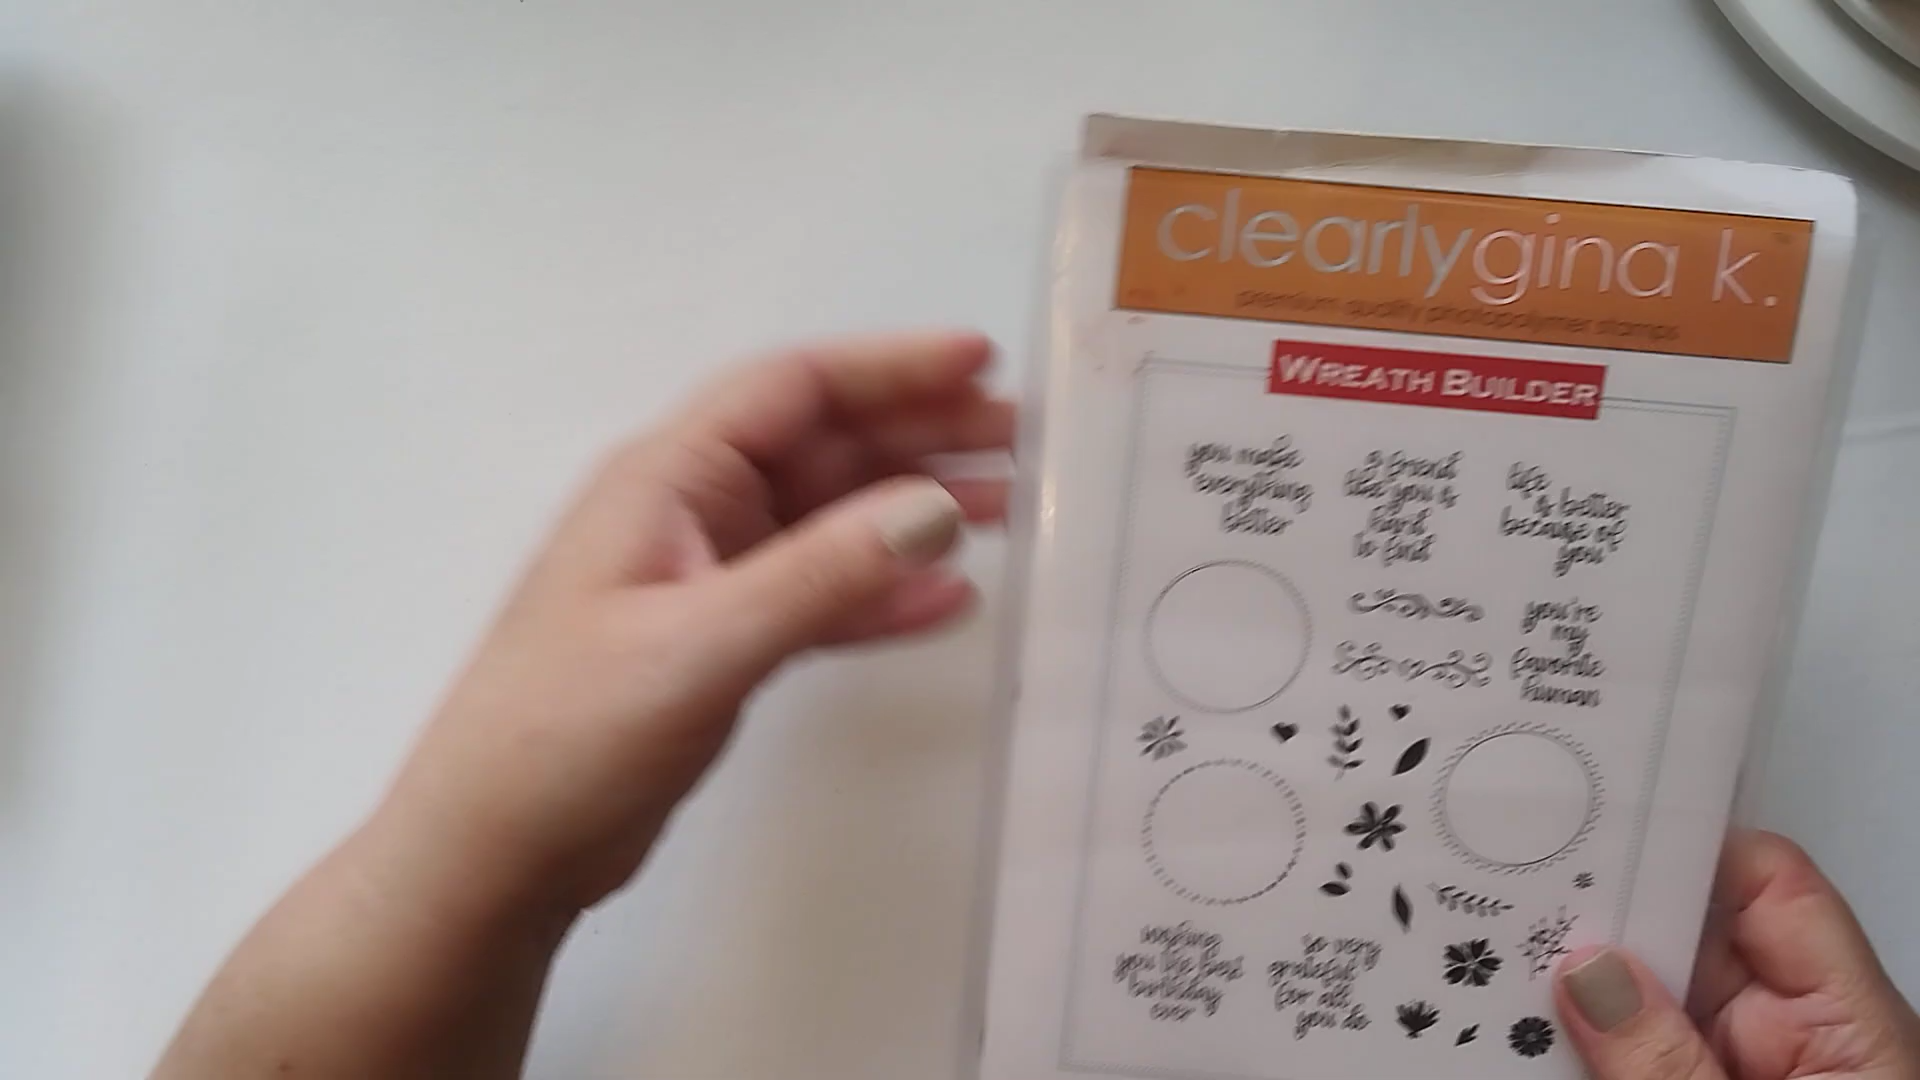 clearlygina k.
premium quality photopolymer stamps
WREATH BUILDER
you make
everything
better
a friend
like you is
hard
to find
life
is better
because of
you
you're
my
favorite
human
wishing
you the best
birthday
ever
so very
grateful
for all
you do